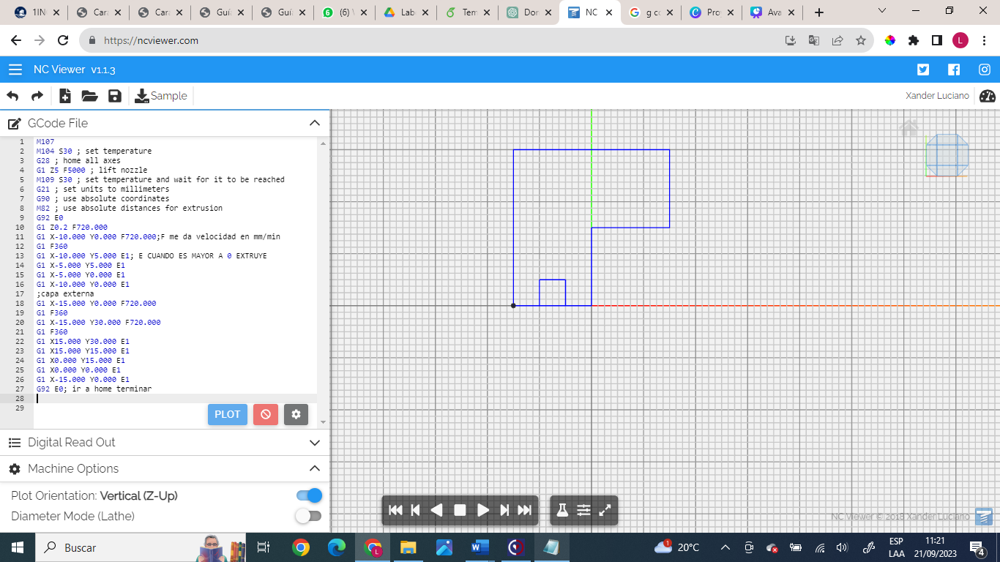 1IN
Cara
Cara
Guía
Guía
(6)
Lab
Tem
Dor
NC
g co
Pro
Ava
https://ncviewer.com
L
NC Viewer v1.1.3
Sample
Xander Luciano
GCode File
1 M107
2 M104 S30 ; set temperature
3 G28 ; home all axes
4 G1 Z5 F5000 ; lift nozzle
5 M109 S30 ; set temperature and wait for it to be reached
6 G21 ; set units to millimeters
7 G90 ; use absolute coordinates
8 M82 ; use absolute distances for extrusion
9 G92 E0
10 G1 Z0.2 F720.000
11 G1 X-10.000 Y0.000 F720.000;F me da velocidad en mm/min
12 G1 F360
13 G1 X-10.000 Y5.000 E1; E CUANDO ES MAYOR A 0 EXTRUYE
14 G1 X-5.000 Y5.000 E1
15 G1 X-5.000 Y0.000 E1
16 G1 X-10.000 Y0.000 E1
17 ;capa externa
18 G1 X-15.000 Y0.000 F720.000
19 G1 F360
20 G1 X-15.000 Y30.000 F720.000
21 G1 F360
22 G1 X15.000 Y30.000 E1
23 G1 X15.000 Y15.000 E1
24 G1 X0.000 Y15.000 E1
25 G1 X0.000 Y0.000 E1
26 G1 X-15.000 Y0.000 E1
27 G92 E0; ir a home terminar
28
29
PLOT
Digital Read Out
Machine Options
Plot Orientation: Vertical (Z-Up)
Diameter Mode (Lathe)
NC Viewer © 2018 Xander Luciano
Buscar
1
20°C
ESP
LAA
11:21
21/09/2023
4